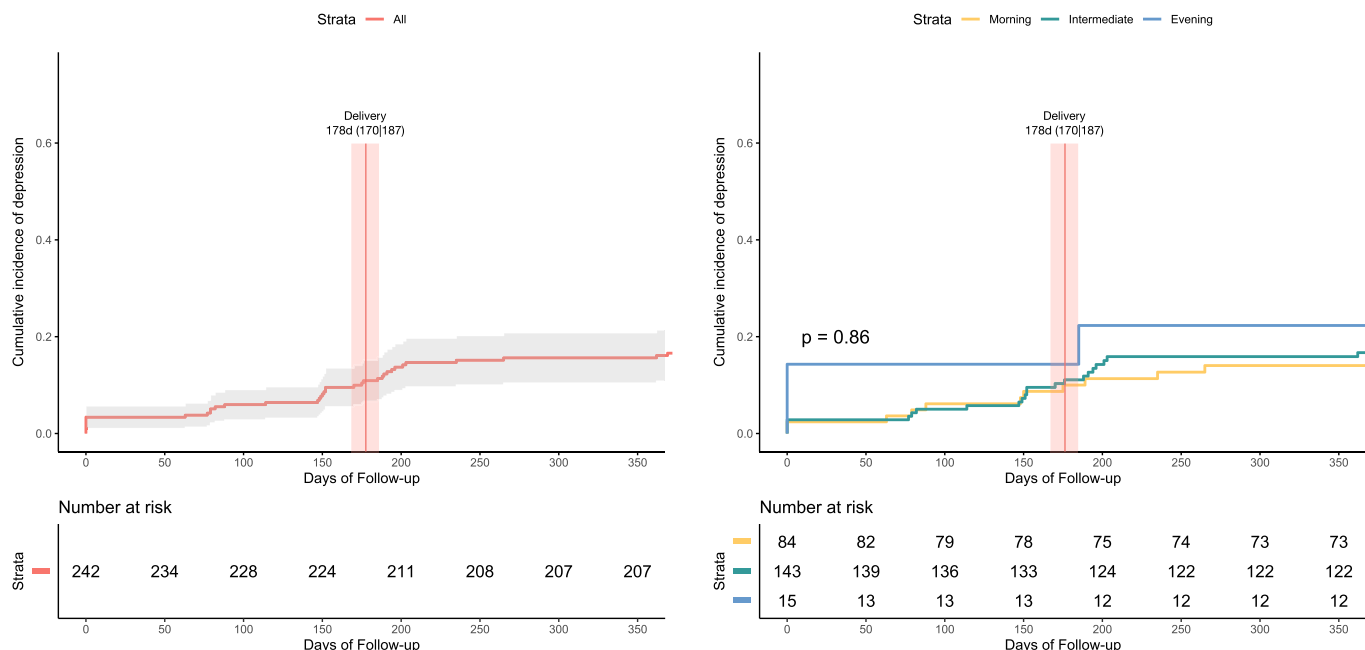 Strata All
Delivery
178d (170|187)
Cumulative incidence of depression
0.6
0.4
0.2
0.0
0 50 100 150 200 250 300 350
Days of Follow-up
Number at risk
Strata
242 234 228 224 211 208 207 207
0 50 100 150 200 250 300 350
Days of Follow-up
Strata Morning Intermediate Evening
Delivery
178d (170|187)
Cumulative incidence of depression
0.6
0.4
0.2
0.0
p = 0.86
0 50 100 150 200 250 300 350
Days of Follow-up
Number at risk
Strata
84 82 79 78 75 74 73 73
143 139 136 133 124 122 122 122
15 13 13 13 12 12 12 12
0 50 100 150 200 250 300 350
Days of Follow-up